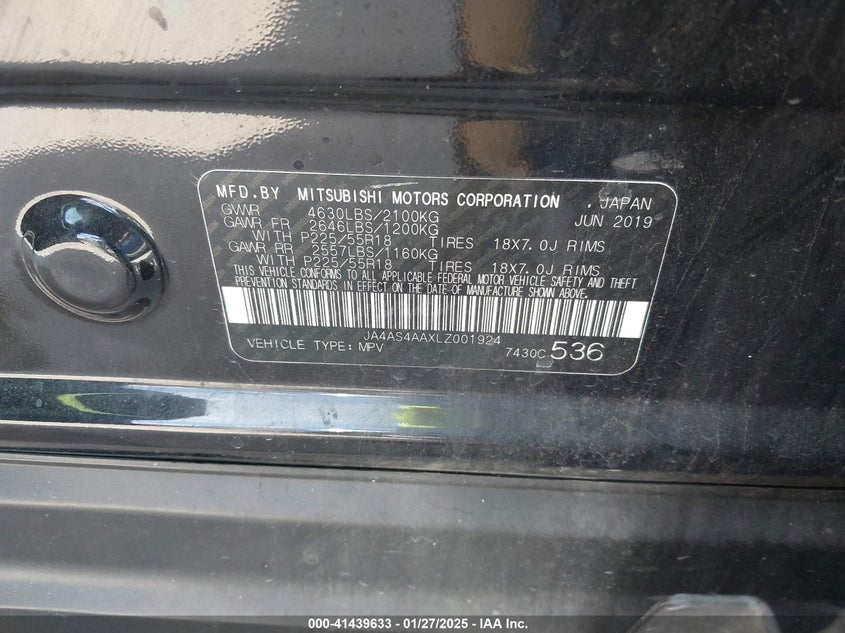 MFD.BY MITSUBISHI MOTORS CORPORATION , JAPAN
GVWR 4630LBS/2100KG JUN 2019
GAWR FR 2646LBS/1200KG
WITH P225/55R18 TIRES 18X7.0J RIMS
GAWR RR 2557LBS/1160KG
WITH P225/55R18 TIRES 18X7.0J RIMS
THIS VEHICLE CONFORMS TO ALL APPLICABLE FEDERAL MOTOR VEHICLE SAFETY AND THEFT
PREVENTION STANDARDS IN EFFECT ON THE DATE OF MANUFACTURE SHOWN ABOVE.
JA4AS4AAXLZ001924
VEHICLE TYPE: MPV 7430C 536
000-41439633 - 01/27/2025 - IAA Inc.